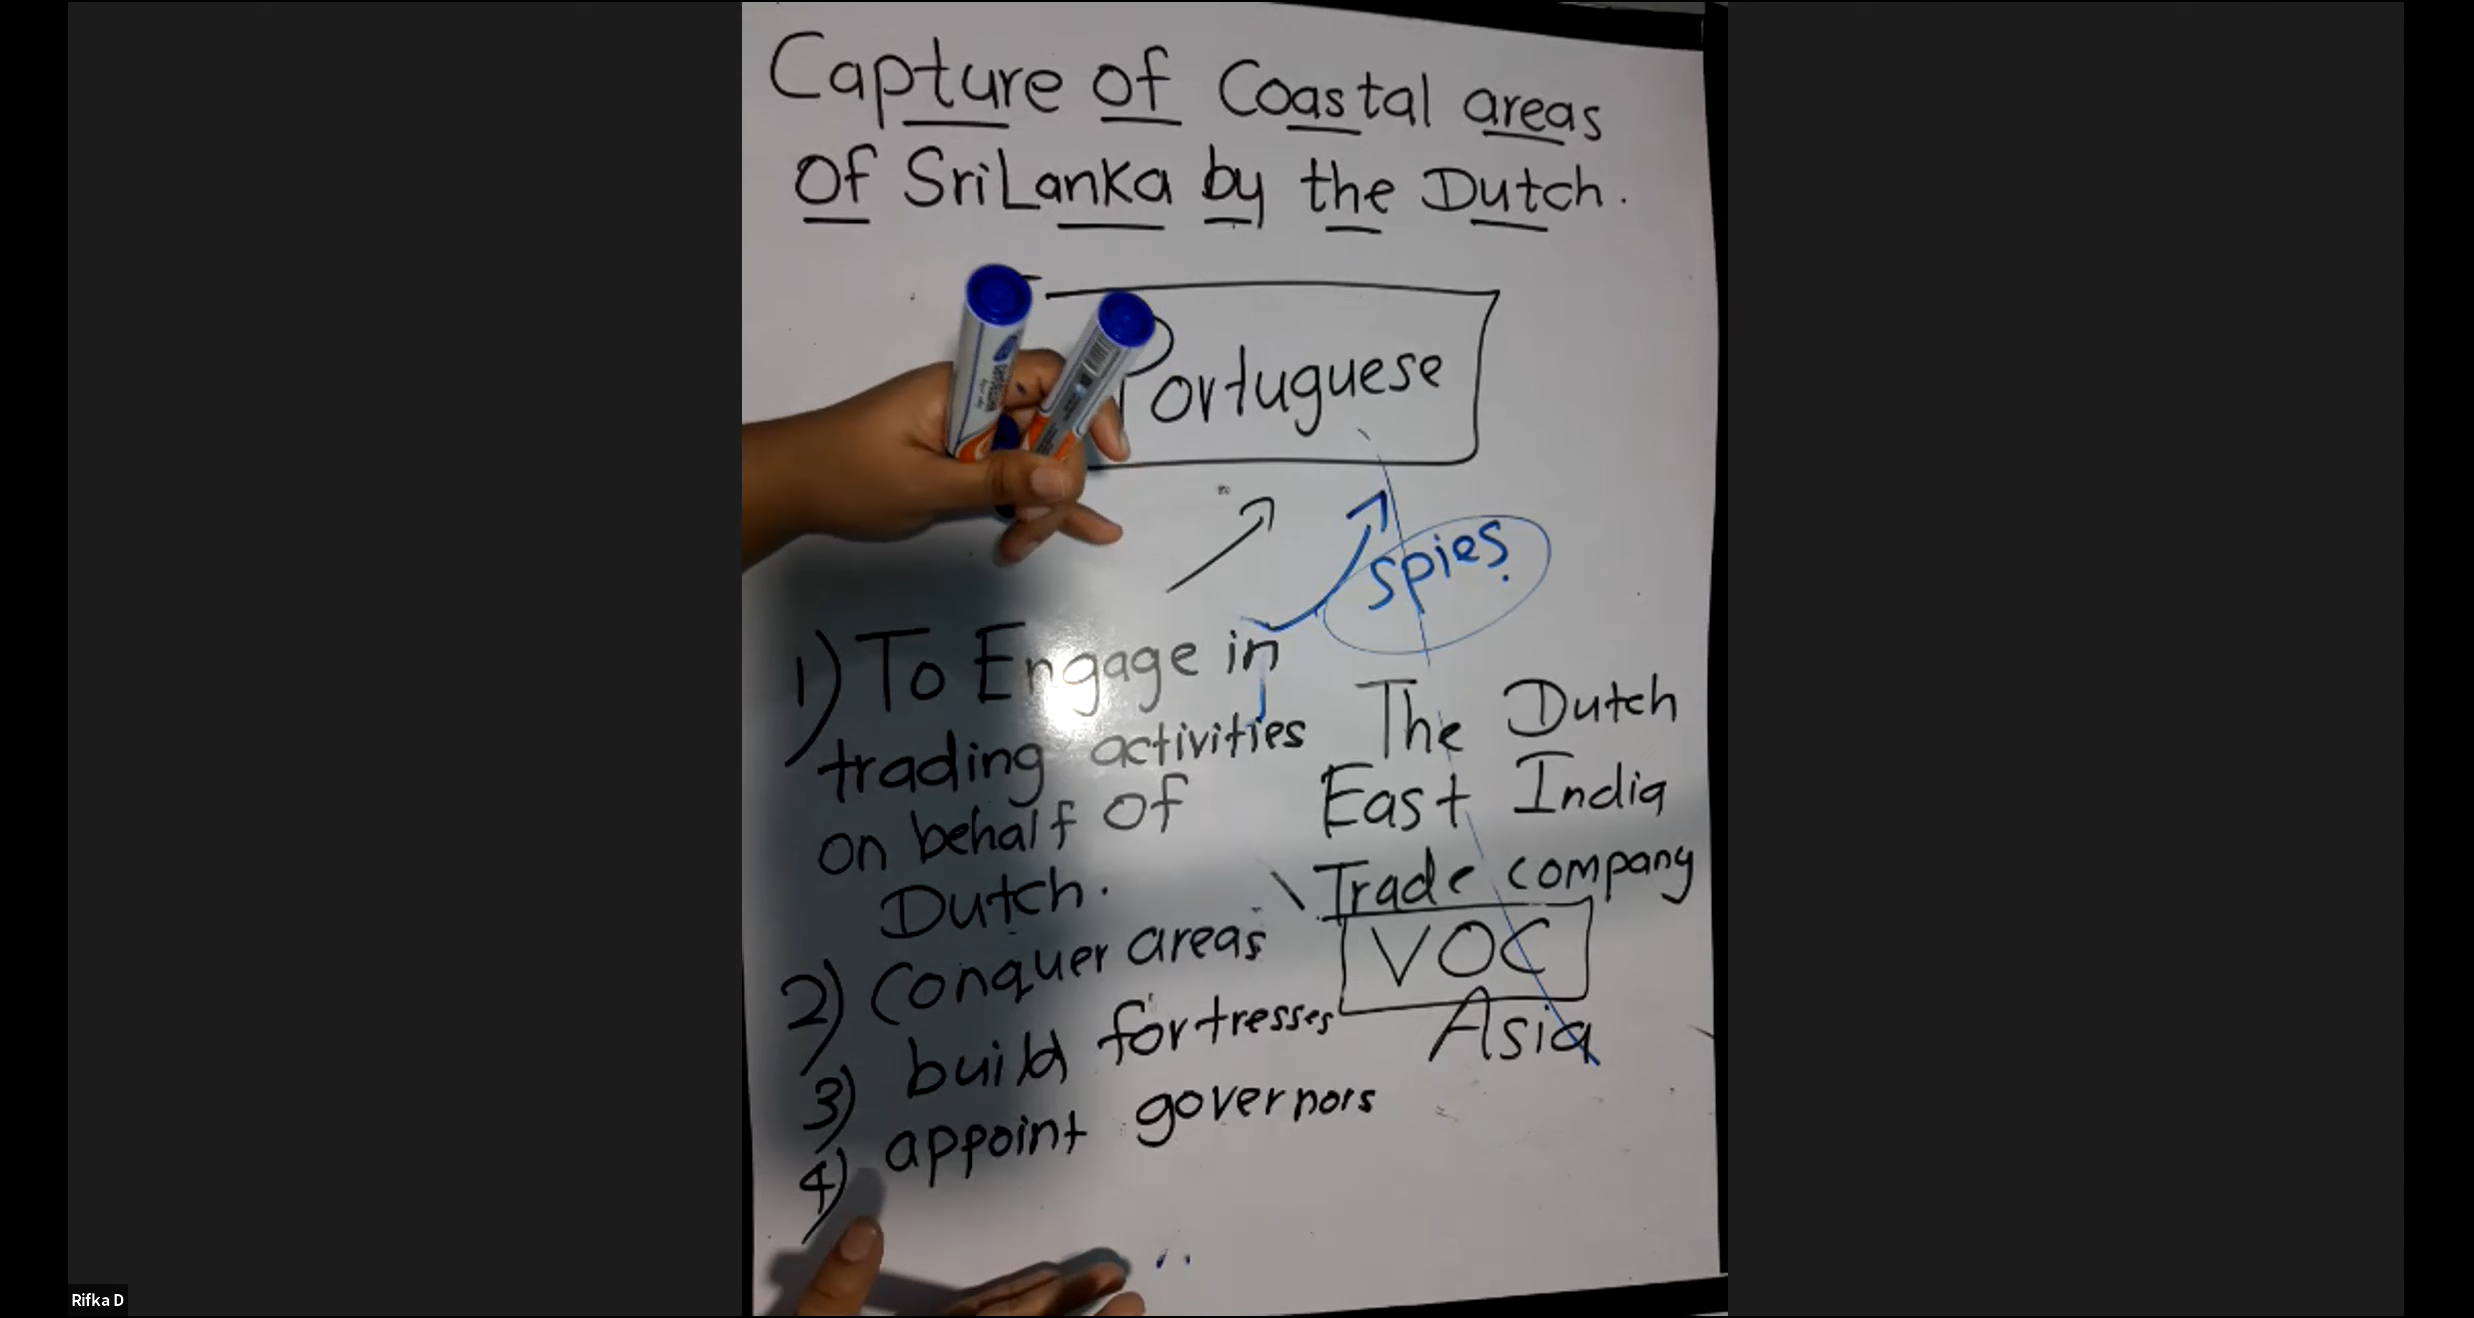 Capture of Coastal areas
Of SriLanka by the Dutch.
Portuguese
spies.
1) To Engage in
trading activities
on behalf of
Dutch.
2) Conquer areas
3) build fortresses
4) appoint governors
The Dutch
East India
Trade company
VOC
Asia
Rifka D